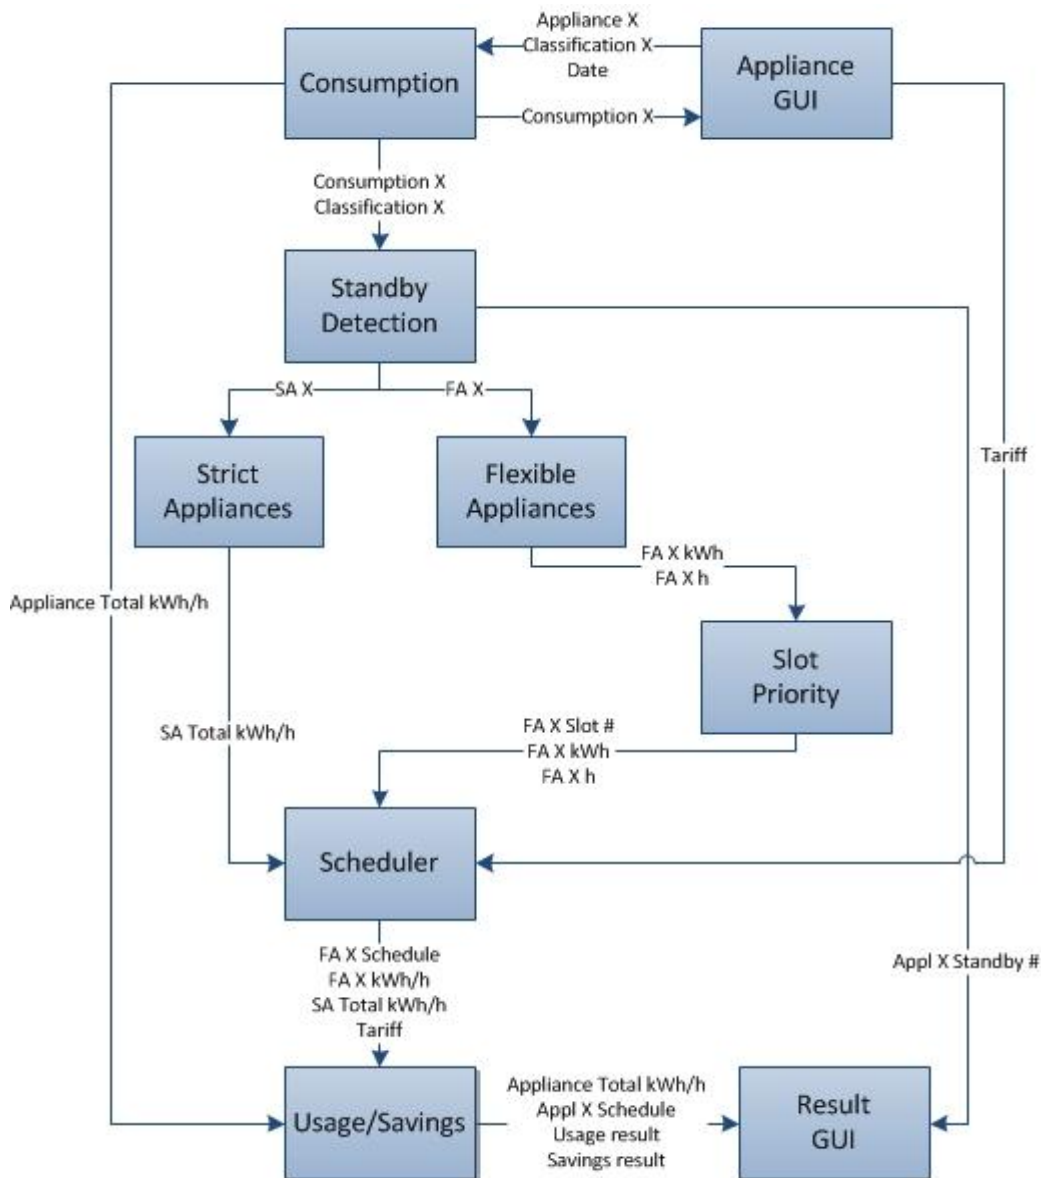 Appliance X
Classification X
Date
Consumption
Appliance
GUI
Consumption X
Consumption X
Classification X
Standby
Detection
SA X
FA X
Strict
Appliances
Flexible
Appliances
Tariff
FA X kWh
FA X h
Appliance Total kWh/h
Slot
Priority
SA Total kWh/h
FA X Slot #
FA X kWh
FA X h
Scheduler
FA X Schedule
FA X kWh/h
SA Total kWh/h
Tariff
Appl X Standby #
Usage/Savings
Appliance Total kWh/h
Appl X Schedule
Usage result
Savings result
Result
GUI